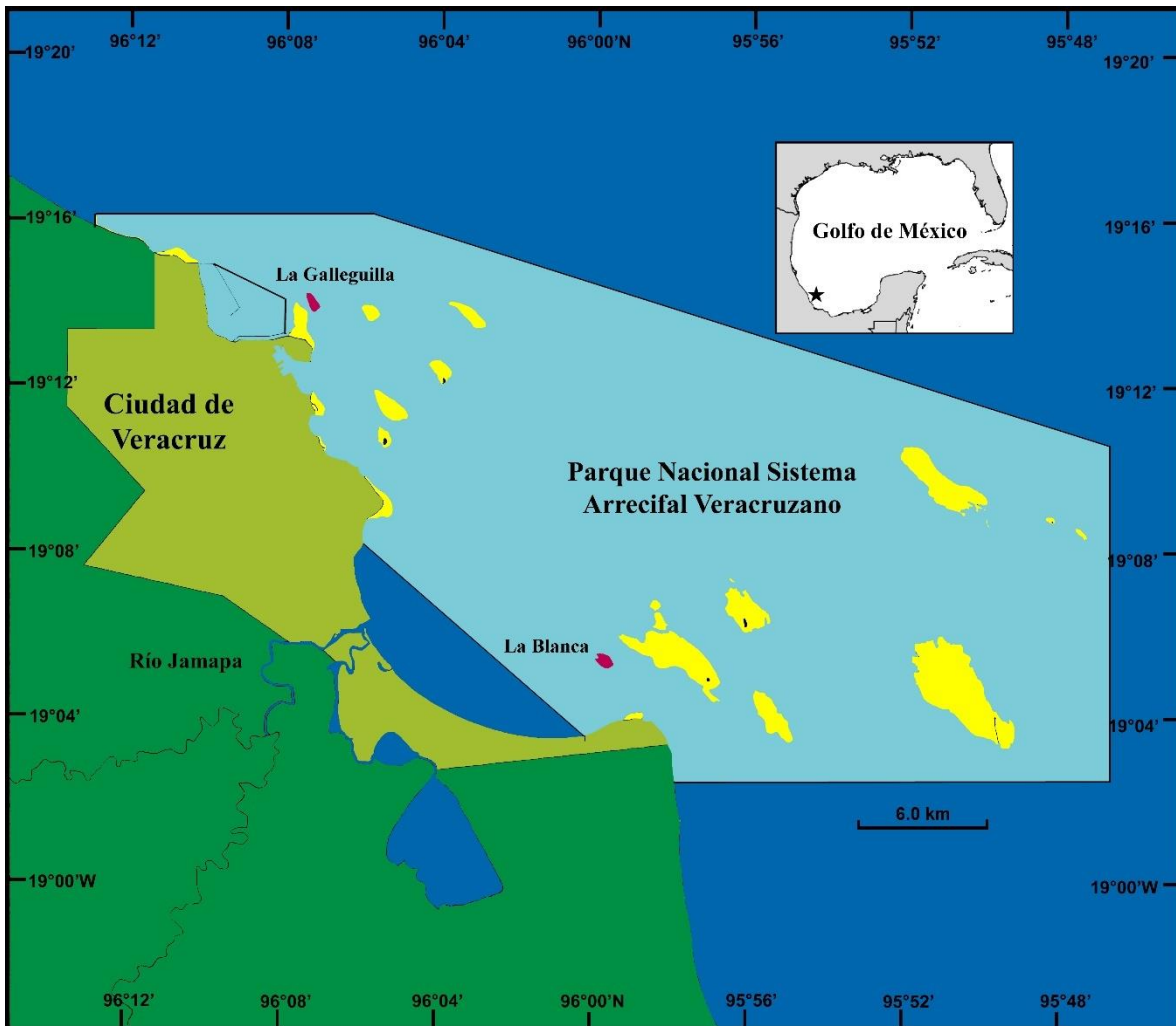 96°12’ 96°08’ 96°04’ 96°00’N 95°56’ 95°52’ 95°48’
19°20’ 19°20’
Golfo de México
19°16’ 19°16’
La Galleguilla
19°12’ 19°12’
Ciudad de
Veracruz
Parque Nacional Sistema
Arrecifal Veracruzano
19°08’ 19°08’
La Blanca
Río Jamapa
19°04’ 19°04’
6.0 km
19°00’W 19°00’W
96°12’ 96°08’ 96°04’ 96°00’N 95°56’ 95°52’ 95°48’